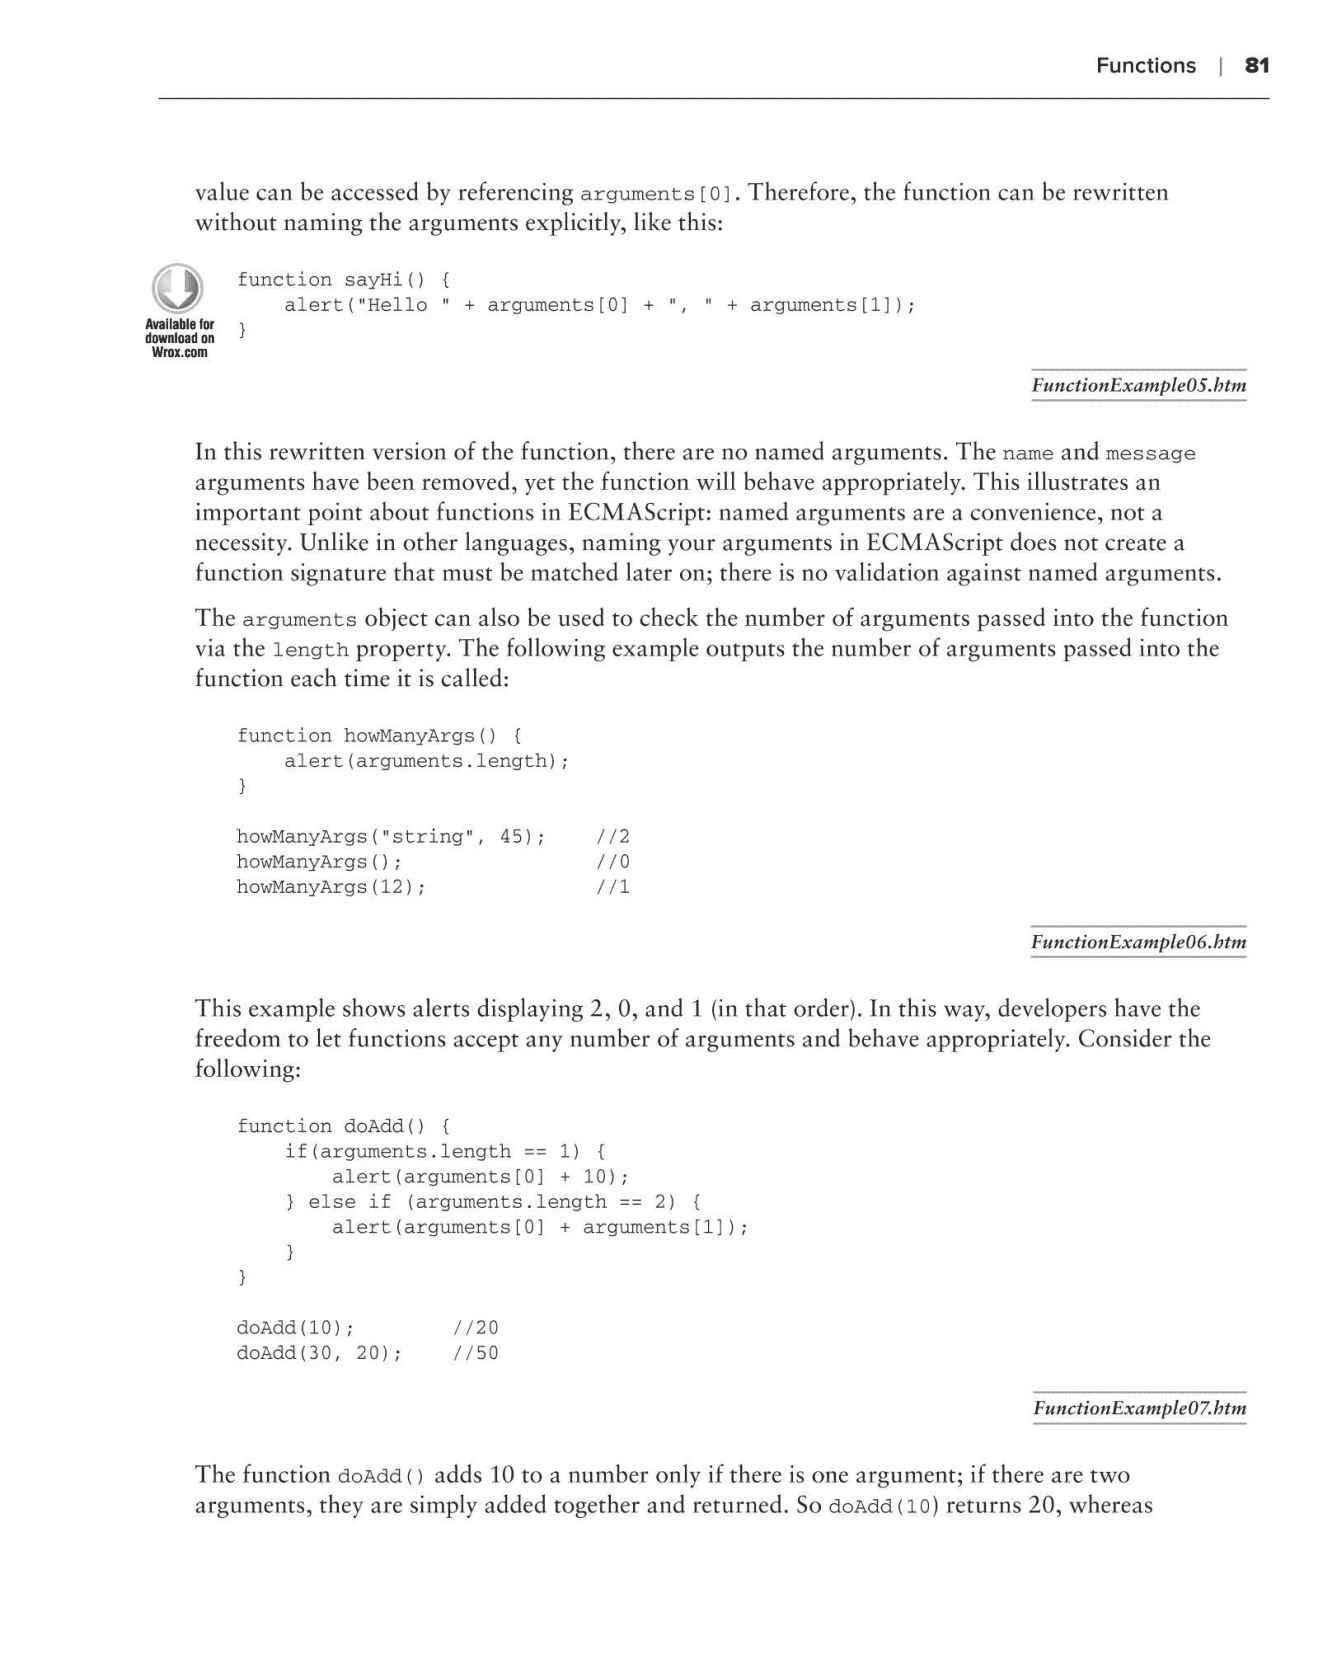 Functions | 81
value can be accessed by referencing arguments[0]. Therefore, the function can be rewritten
without naming the arguments explicitly, like this:
function sayHi() {
    alert("Hello " + arguments[0] + ", " + arguments[1]);
}
Available for
download on
Wrox.com
FunctionExample05.htm
In this rewritten version of the function, there are no named arguments. The name and message
arguments have been removed, yet the function will behave appropriately. This illustrates an
important point about functions in ECMAScript: named arguments are a convenience, not a
necessity. Unlike in other languages, naming your arguments in ECMAScript does not create a
function signature that must be matched later on; there is no validation against named arguments.
The arguments object can also be used to check the number of arguments passed into the function
via the length property. The following example outputs the number of arguments passed into the
function each time it is called:
function howManyArgs() {
    alert(arguments.length);
}
howManyArgs("string", 45);    //2
howManyArgs();                //0
howManyArgs(12);              //1
FunctionExample06.htm
This example shows alerts displaying 2, 0, and 1 (in that order). In this way, developers have the
freedom to let functions accept any number of arguments and behave appropriately. Consider the
following:
function doAdd() {
    if(arguments.length == 1) {
        alert(arguments[0] + 10);
    } else if (arguments.length == 2) {
        alert(arguments[0] + arguments[1]);
    }
}
doAdd(10);        //20
doAdd(30, 20);    //50
FunctionExample07.htm
The function doAdd() adds 10 to a number only if there is one argument; if there are two
arguments, they are simply added together and returned. So doAdd(10) returns 20, whereas